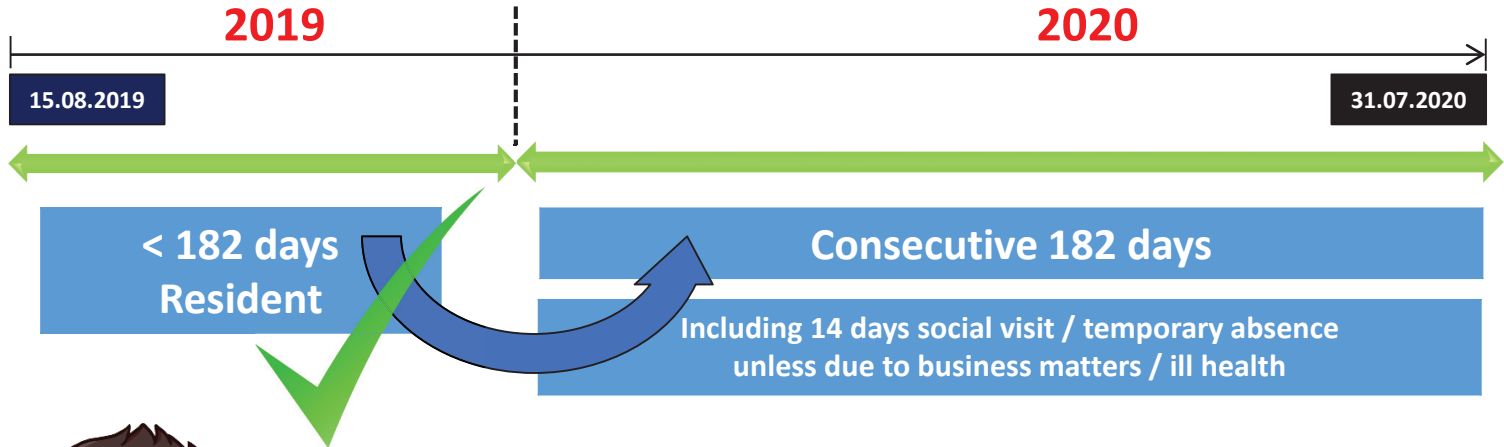 2019
2020
15.08.2019
31.07.2020
< 182 days
Resident
Consecutive 182 days
Including 14 days social visit / temporary absence
unless due to business matters / ill health